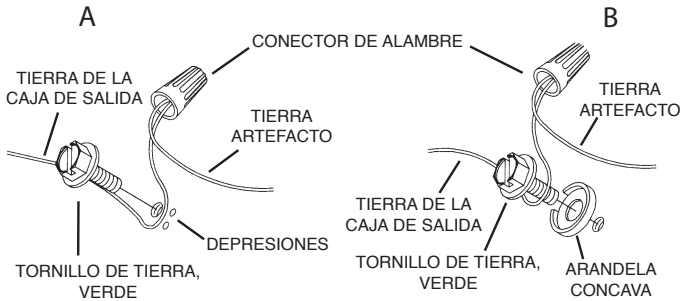 A
B
CONECTOR DE ALAMBRE
TIERRA DE LA
CAJA DE SALIDA
TIERRA
ARTEFACTO
TIERRA
ARTEFACTO
TIERRA DE LA
CAJA DE SALIDA
DEPRESIONES
TORNILLO DE TIERRA,
VERDE
TORNILLO DE TIERRA,
VERDE
ARANDELA
CONCAVA